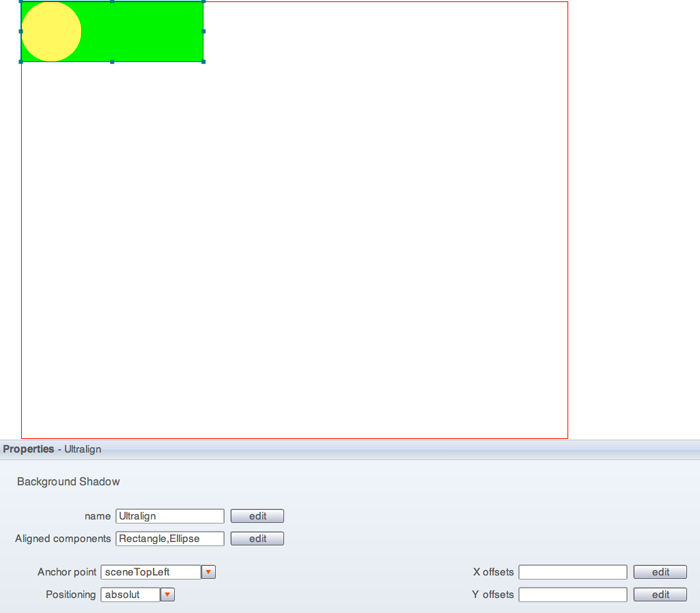 Properties - Ultralign
Background Shadow
name Ultralign edit
Aligned components Rectangle,Ellipse edit
Anchor point sceneTopLeft X offsets edit
Positioning absolut Y offsets edit